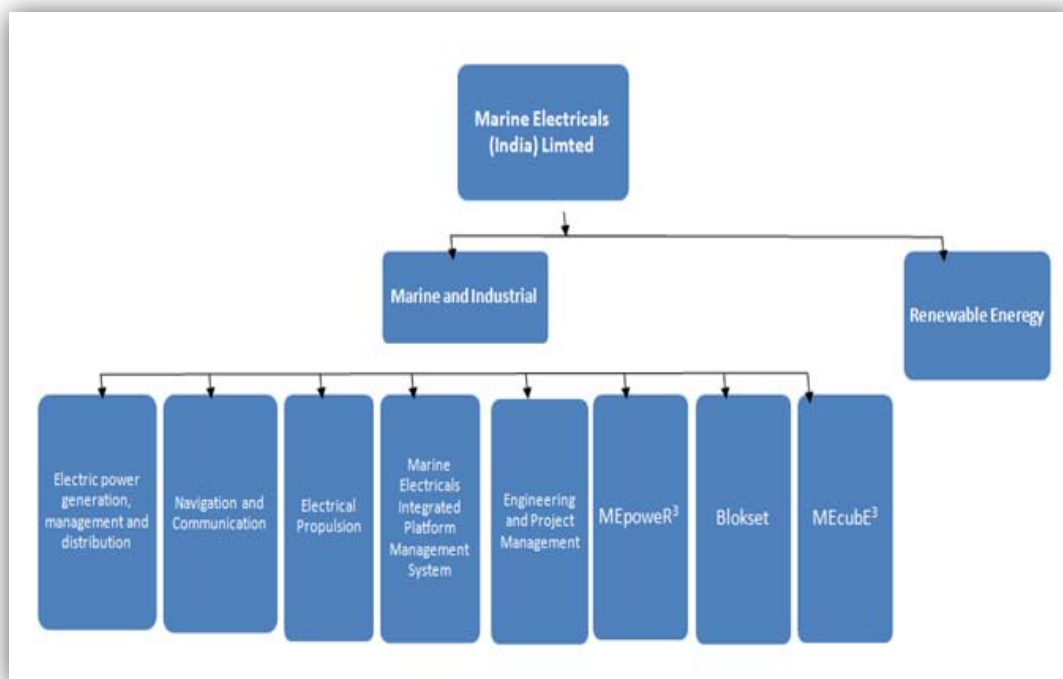 Marine Electricals
(India) Limted
Marine and Industrial
Renewable Eneregy
Electric power
generation,
management and
distribution
Navigation and
Communication
Electrical
Propulsion
Marine
Electricals
Integrated
Platform
Management
System
Engineering
and Project
Management
MEpoweR³
Blokset
MEcubE³